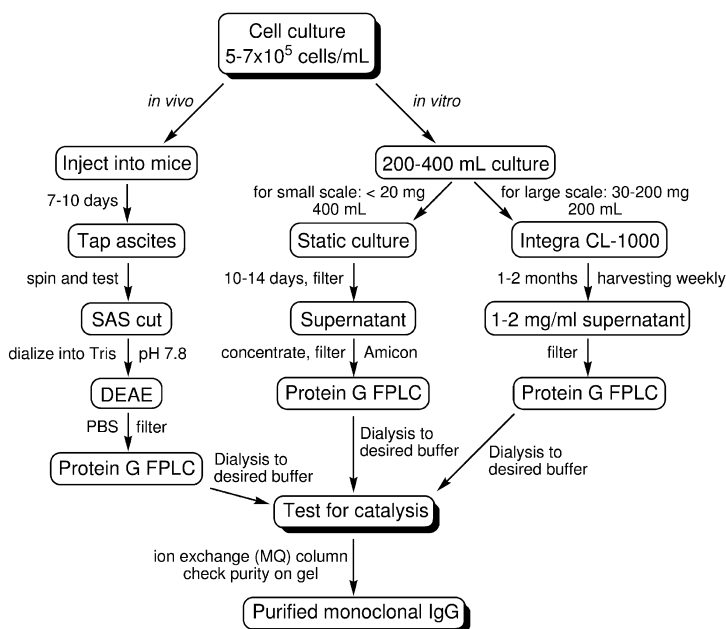 Cell culture
5-7x10⁵ cells/mL
in vivo
in vitro
Inject into mice
200-400 mL culture
7-10 days
for small scale: < 20 mg
400 mL
for large scale: 30-200 mg
200 mL
Tap ascites
Static culture
Integra CL-1000
spin and test
10-14 days, filter
1-2 months harvesting weekly
SAS cut
Supernatant
1-2 mg/ml supernatant
dialize into Tris pH 7.8
concentrate, filter Amicon
filter
DEAE
Protein G FPLC
Protein G FPLC
PBS filter
Protein G FPLC
Dialysis to
desired buffer
Dialysis to
desired buffer
Dialysis to
desired buffer
Test for catalysis
ion exchange (MQ) column
check purity on gel
Purified monoclonal IgG